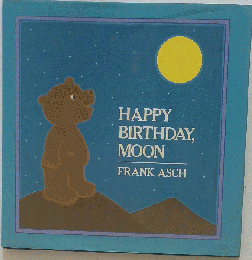 HAPPY
BIRTHDAY,
MOON
FRANK ASCH